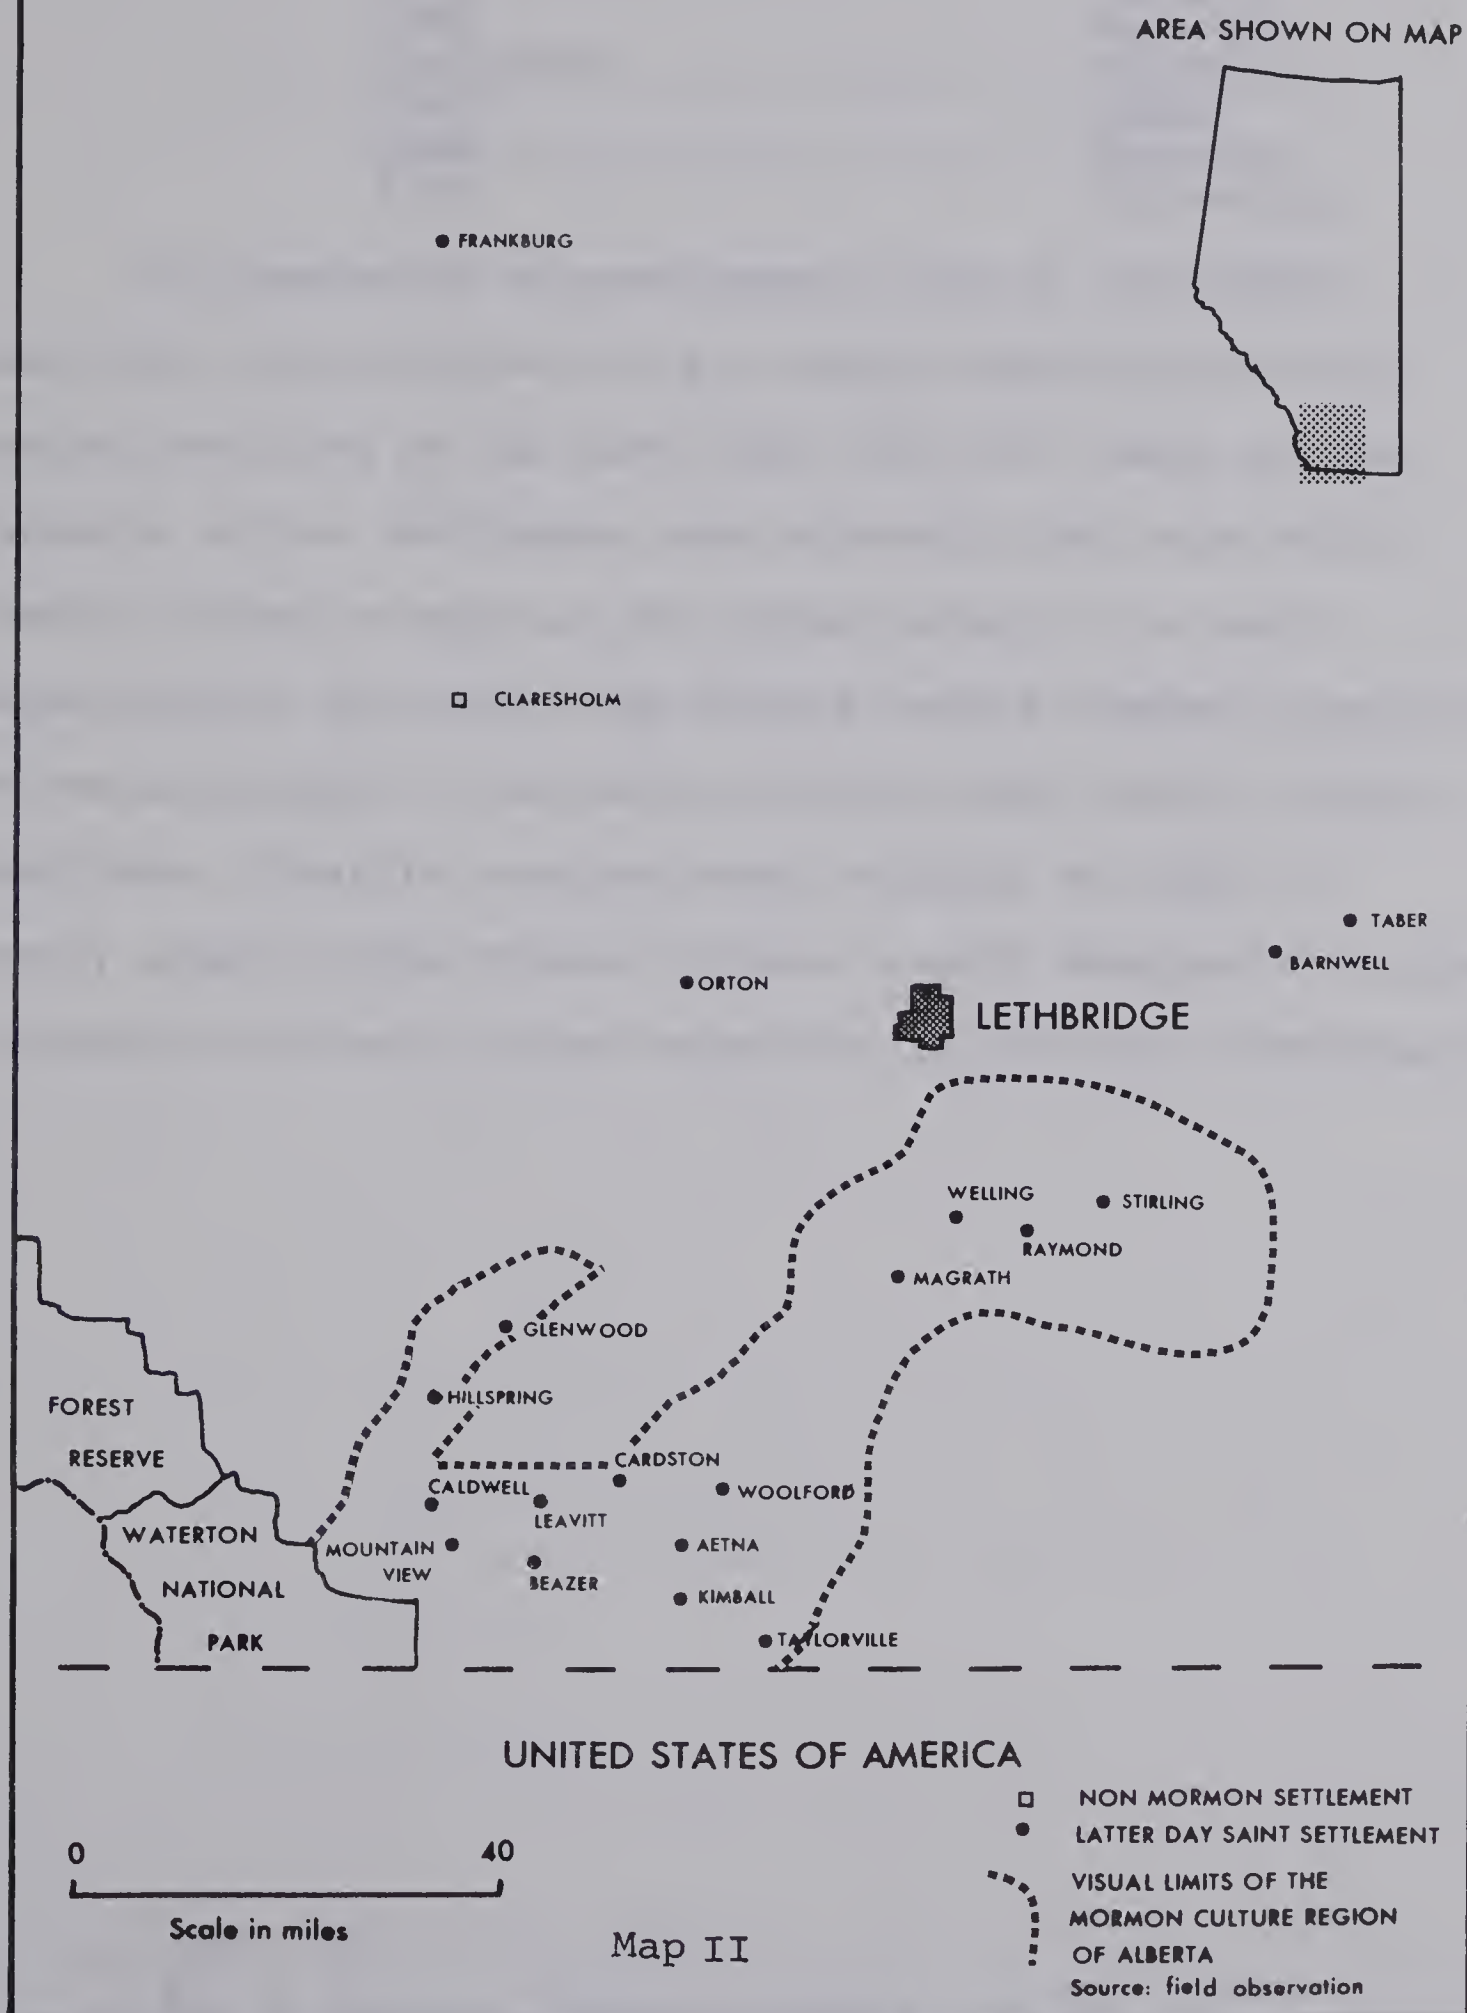 AREA SHOWN ON MAP
FRANKBURG
CLARESHOLM
TABER
BARNWELL
ORTON
LETHBRIDGE
WELLING
STIRLING
RAYMOND
MAGRATH
GLENWOOD
HILLSPRING
FOREST
RESERVE
CARDSTON
CALDWELL
WOOLFORD
LEAVITT
WATERTON
MOUNTAIN
VIEW
AETNA
BEAZER
NATIONAL
KIMBALL
PARK
TAYLORVILLE
UNITED STATES OF AMERICA
NON MORMON SETTLEMENT
LATTER DAY SAINT SETTLEMENT
VISUAL LIMITS OF THE
MORMON CULTURE REGION
OF ALBERTA
Source: field observation
0 40
Scale in miles
Map II